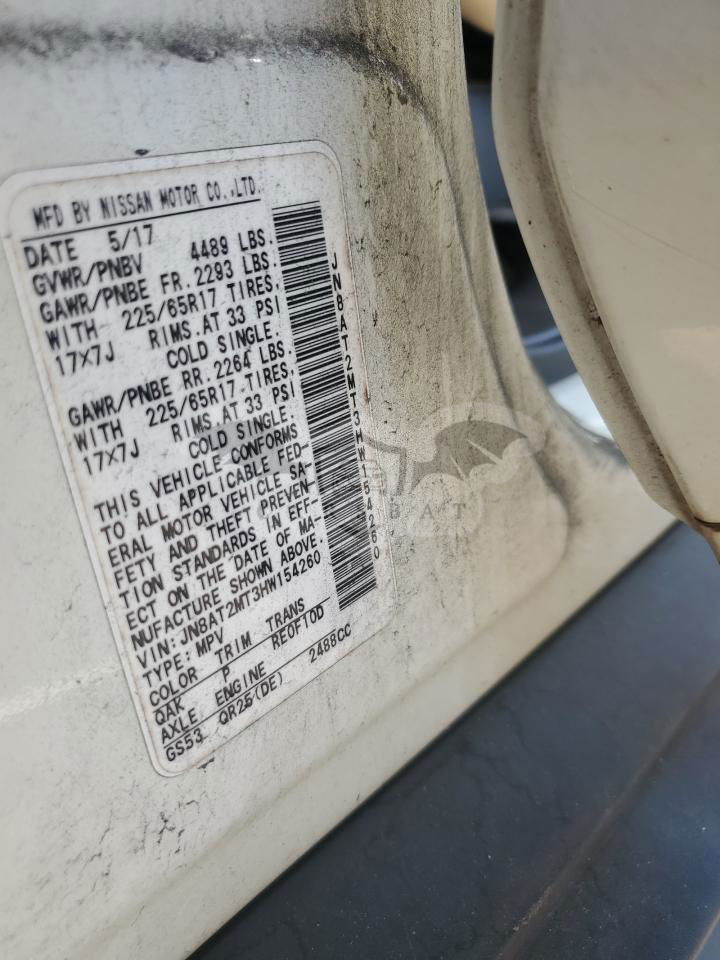 MFD BY NISSAN MOTOR CO.,LTD.
DATE 5/17
GVWR/PNBV 4489 LBS.
GAWR/PNBE FR.2293 LBS.
WITH 225/65R17 TIRES.
17X7J RIMS.AT 33 PSI
COLD SINGLE.
GAWR/PNBE RR.2264 LBS.
WITH 225/65R17 TIRES.
17X7J RIMS.AT 33 PSI
COLD SINGLE.
THIS VEHICLE CONFORMS
TO ALL APPLICABLE FED-
ERAL MOTOR VEHICLE SA-
FETY AND THEFT PREVEN-
TION STANDARDS IN EFF-
ECT ON THE DATE OF MA-
NUFACTURE SHOWN ABOVE.
VIN:JN8AT2MT3HW154260
TYPE:MPV
COLOR TRIM TRANS
QAK P RE0F10D
AXLE ENGINE
GS53 QR25(DE) 2488CC
JN8AT2MT3HW154260
BAT